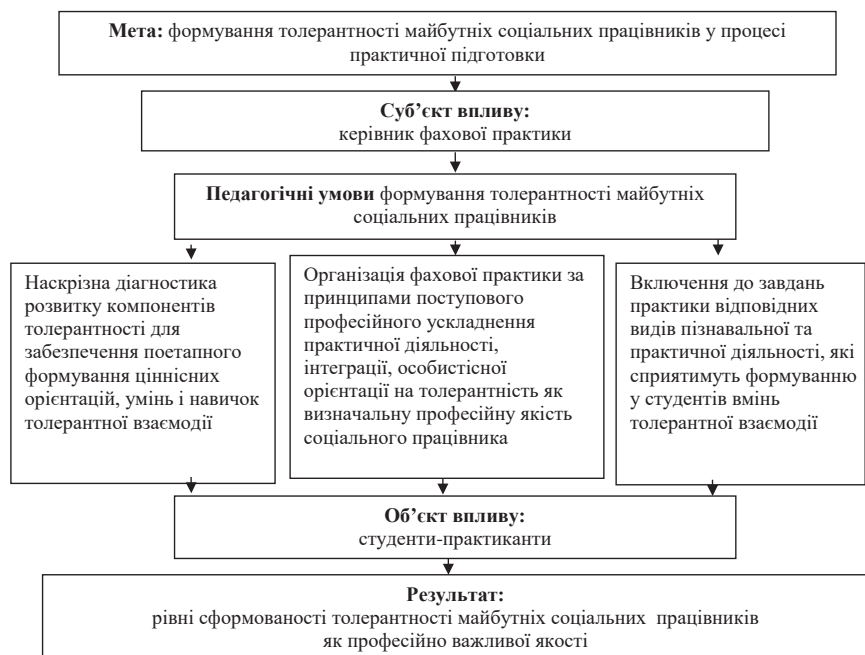 Мета: формування толерантності майбутніх соціальних працівників у процесі
практичної підготовки
Суб’єкт впливу:
керівник фахової практики
Педагогічні умови формування толерантності майбутніх
соціальних працівників
Наскрізна діагностика
розвитку компонентів
толерантності для
забезпечення поетапного
формування ціннісних
орієнтацій, умінь і навичок
толерантної взаємодії
Організація фахової практики за
принципами поступового
професійного ускладнення
практичної діяльності,
інтеграції, особистісної
орієнтації на толерантність як
визначальну професійну якість
соціального працівника
Включення до завдань
практики відповідних
видів пізнавальної та
практичної діяльності, які
сприятимуть формуванню
у студентів вмінь
толерантної взаємодії
Об’єкт впливу:
студенти-практиканти
Результат:
рівні сформованості толерантності майбутніх соціальних працівників
як професійно важливої якості